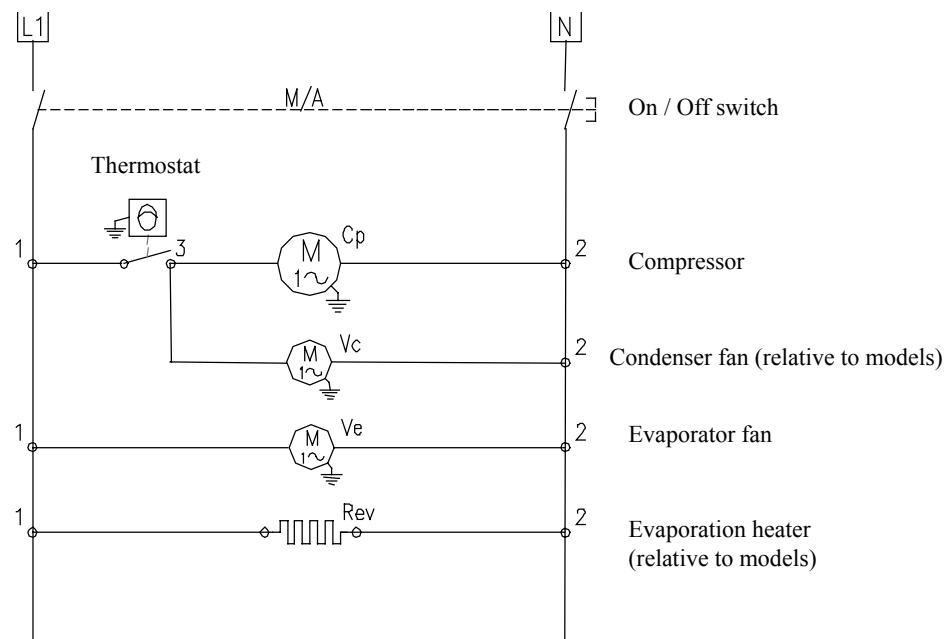 L1 N
M/A On / Off switch
Thermostat
1 3 Cp 2 Compressor
M
1~
Vc 2 Condenser fan (relative to models)
M
1~
1 Ve 2 Evaporator fan
M
1~
1 Rev 2 Evaporation heater
(relative to models)